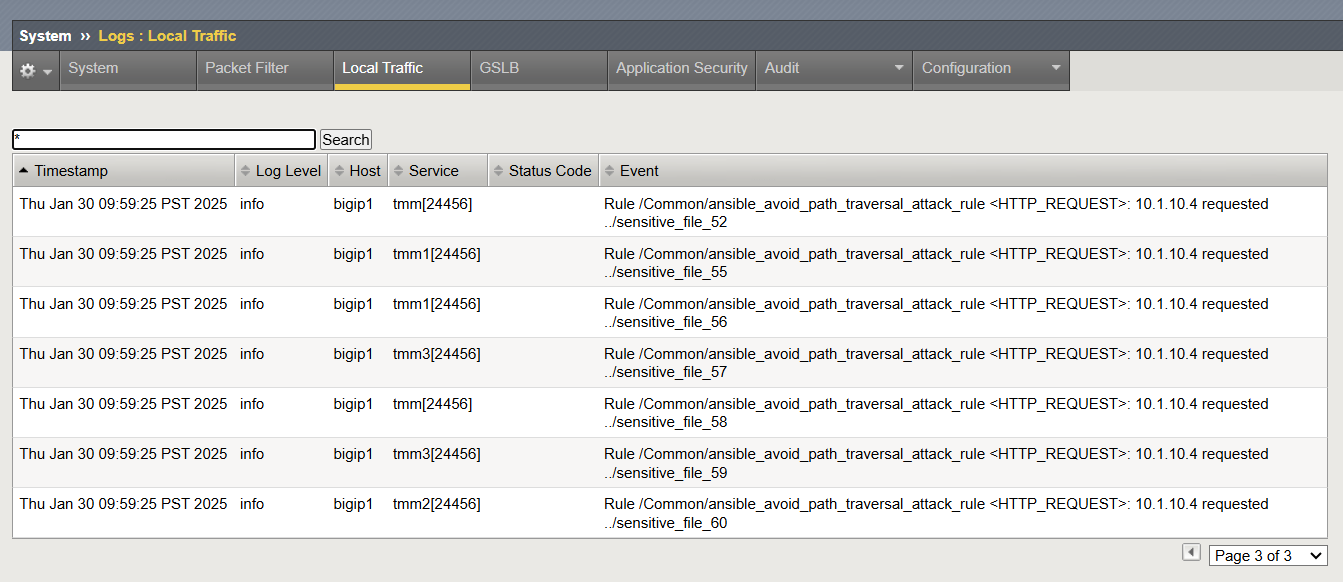 System ›› Logs : Local Traffic
System Packet Filter Local Traffic GSLB Application Security Audit Configuration
* Search
Timestamp Log Level Host Service Status Code Event
Thu Jan 30 09:59:25 PST 2025 info bigip1 tmm[24456] Rule /Common/ansible_avoid_path_traversal_attack_rule <HTTP_REQUEST>: 10.1.10.4 requested
../sensitive_file_52
Thu Jan 30 09:59:25 PST 2025 info bigip1 tmm1[24456] Rule /Common/ansible_avoid_path_traversal_attack_rule <HTTP_REQUEST>: 10.1.10.4 requested
../sensitive_file_55
Thu Jan 30 09:59:25 PST 2025 info bigip1 tmm1[24456] Rule /Common/ansible_avoid_path_traversal_attack_rule <HTTP_REQUEST>: 10.1.10.4 requested
../sensitive_file_56
Thu Jan 30 09:59:25 PST 2025 info bigip1 tmm3[24456] Rule /Common/ansible_avoid_path_traversal_attack_rule <HTTP_REQUEST>: 10.1.10.4 requested
../sensitive_file_57
Thu Jan 30 09:59:25 PST 2025 info bigip1 tmm[24456] Rule /Common/ansible_avoid_path_traversal_attack_rule <HTTP_REQUEST>: 10.1.10.4 requested
../sensitive_file_58
Thu Jan 30 09:59:25 PST 2025 info bigip1 tmm3[24456] Rule /Common/ansible_avoid_path_traversal_attack_rule <HTTP_REQUEST>: 10.1.10.4 requested
../sensitive_file_59
Thu Jan 30 09:59:25 PST 2025 info bigip1 tmm2[24456] Rule /Common/ansible_avoid_path_traversal_attack_rule <HTTP_REQUEST>: 10.1.10.4 requested
../sensitive_file_60
Page 3 of 3